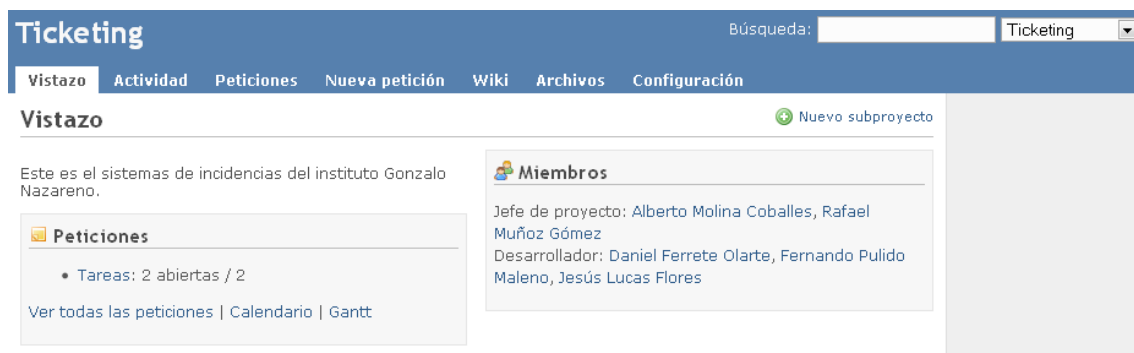 Ticketing
Búsqueda:
Ticketing
Vistazo Actividad Peticiones Nueva petición Wiki Archivos Configuración
Vistazo
Nuevo subproyecto
Este es el sistemas de incidencias del instituto Gonzalo
Nazareno.
Peticiones
• Tareas: 2 abiertas / 2
Ver todas las peticiones | Calendario | Gantt
Miembros
Jefe de proyecto: Alberto Molina Coballes, Rafael
Muñoz Gómez
Desarrollador: Daniel Ferrete Olarte, Fernando Pulido
Maleno, Jesús Lucas Flores